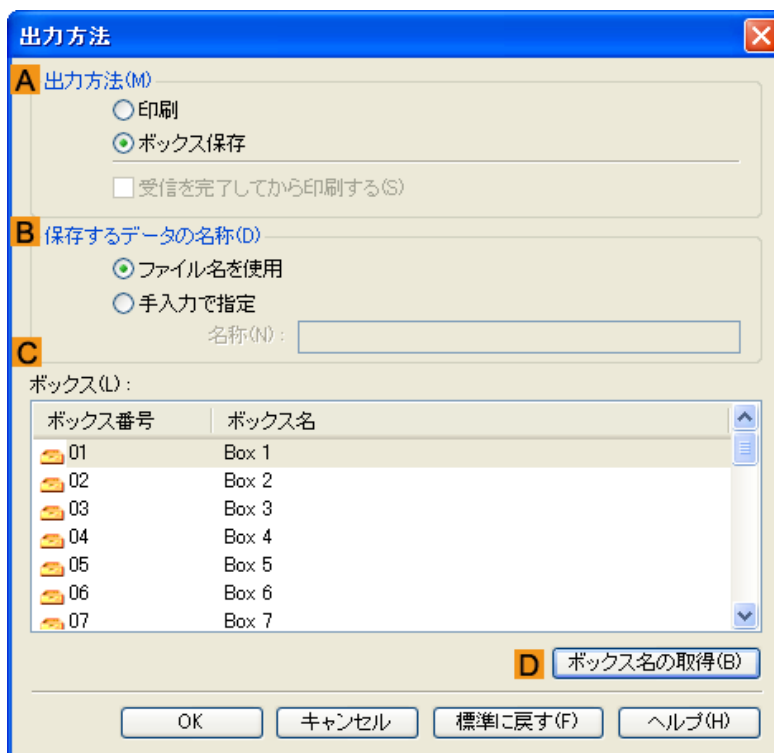 出力方法
A 出力方法(M)
印刷
ボックス保存
受信を完了してから印刷する(S)
B 保存するデータの名称(D)
ファイル名を使用
手入力で指定
名称(N):
C
ボックス(L):
ボックス番号 ボックス名
01 Box 1
02 Box 2
03 Box 3
04 Box 4
05 Box 5
06 Box 6
07 Box 7
D ボックス名の取得(B)
OK キャンセル 標準に戻す(F) ヘルプ(H)